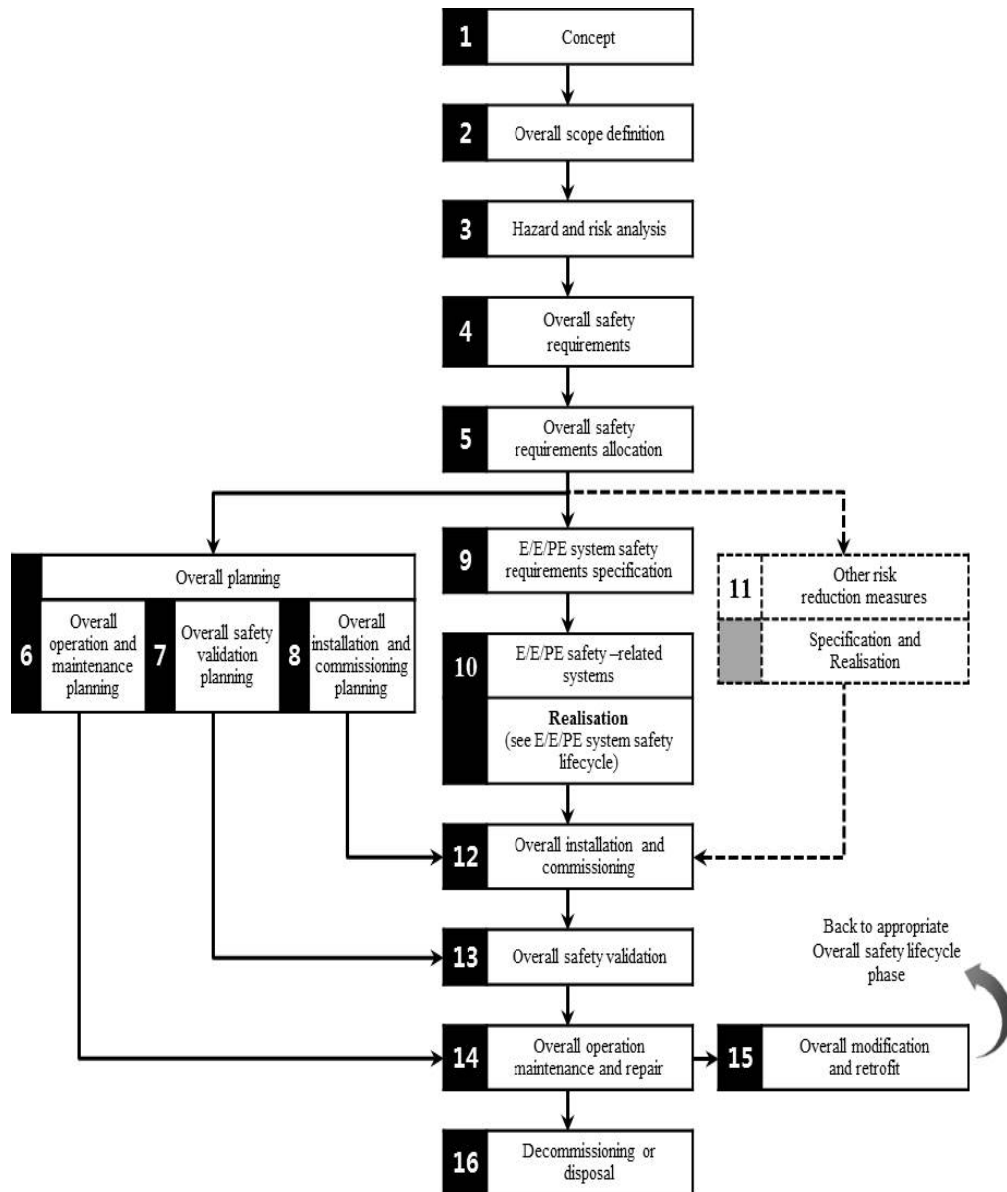 1
Concept
2
Overall scope definition
3
Hazard and risk analysis
4
Overall safety
requirements
5
Overall safety
requirements allocation
Overall planning
6
Overall
operation and
maintenance
planning
7
Overall safety
validation
planning
8
Overall
installation and
commissioning
planning
9
E/E/PE system safety
requirements specification
10
E/E/PE safety –related
systems
Realisation
(see E/E/PE system safety
lifecycle)
11
Other risk
reduction measures
Specification and
Realisation
12
Overall installation and
commissioning
13
Overall safety validation
Back to appropriate
Overall safety lifecycle
phase
14
Overall operation
maintenance and repair
15
Overall modification
and retrofit
16
Decommissioning or
disposal